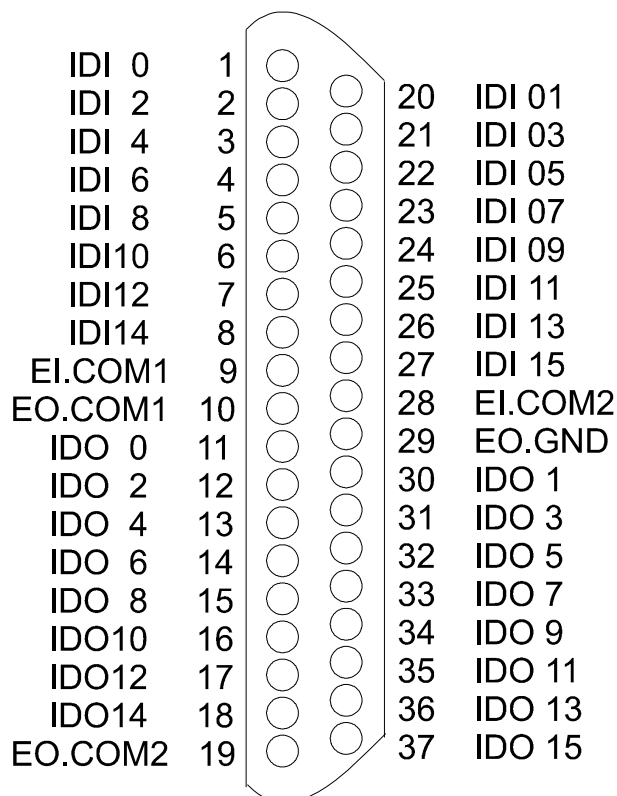 IDI 0 1
IDI 2 2
IDI 4 3
IDI 6 4
IDI 8 5
IDI10 6
IDI12 7
IDI14 8
EI.COM1 9
EO.COM1 10
IDO 0 11
IDO 2 12
IDO 4 13
IDO 6 14
IDO 8 15
IDO10 16
IDO12 17
IDO14 18
EO.COM2 19
20 IDI 01
21 IDI 03
22 IDI 05
23 IDI 07
24 IDI 09
25 IDI 11
26 IDI 13
27 IDI 15
28 EI.COM2
29 EO.GND
30 IDO 1
31 IDO 3
32 IDO 5
33 IDO 7
34 IDO 9
35 IDO 11
36 IDO 13
37 IDO 15